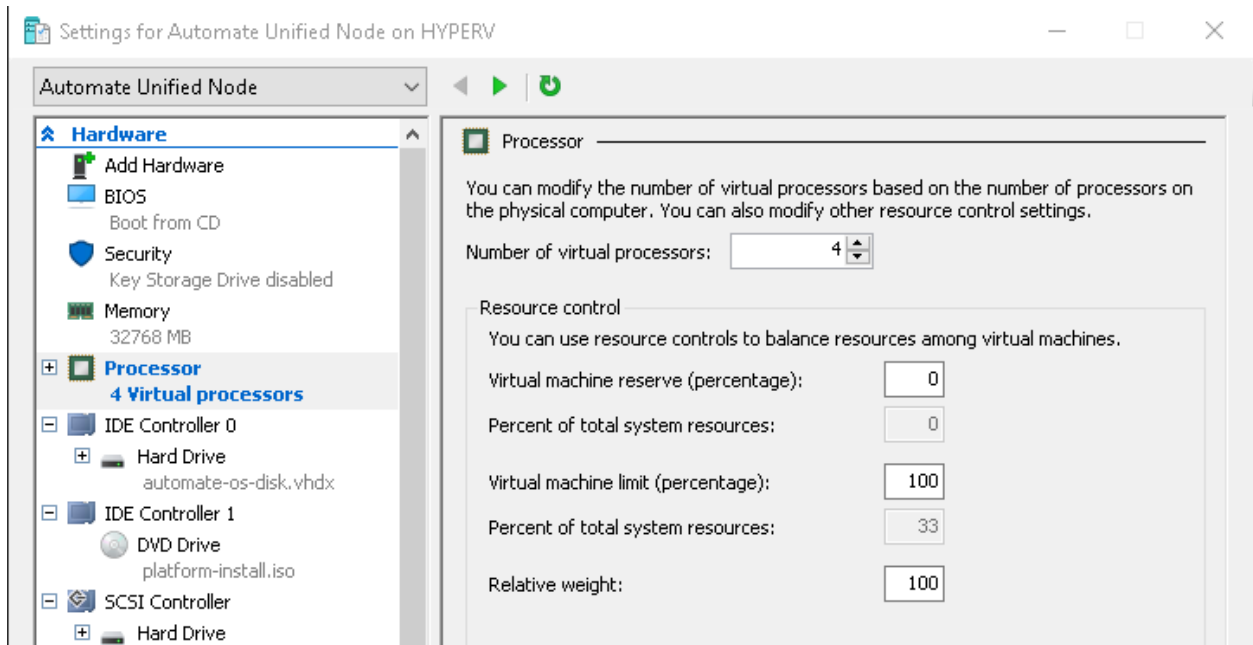 Settings for Automate Unified Node on HYPERV
Automate Unified Node
Hardware
Add Hardware
BIOS
Boot from CD
Security
Key Storage Drive disabled
Memory
32768 MB
Processor
4 Virtual processors
IDE Controller 0
Hard Drive
automate-os-disk.vhdx
IDE Controller 1
DVD Drive
platform-install.iso
SCSI Controller
Hard Drive
Processor
You can modify the number of virtual processors based on the number of processors on
the physical computer. You can also modify other resource control settings.
Number of virtual processors: 4
Resource control
You can use resource controls to balance resources among virtual machines.
Virtual machine reserve (percentage): 0
Percent of total system resources: 0
Virtual machine limit (percentage): 100
Percent of total system resources: 33
Relative weight: 100